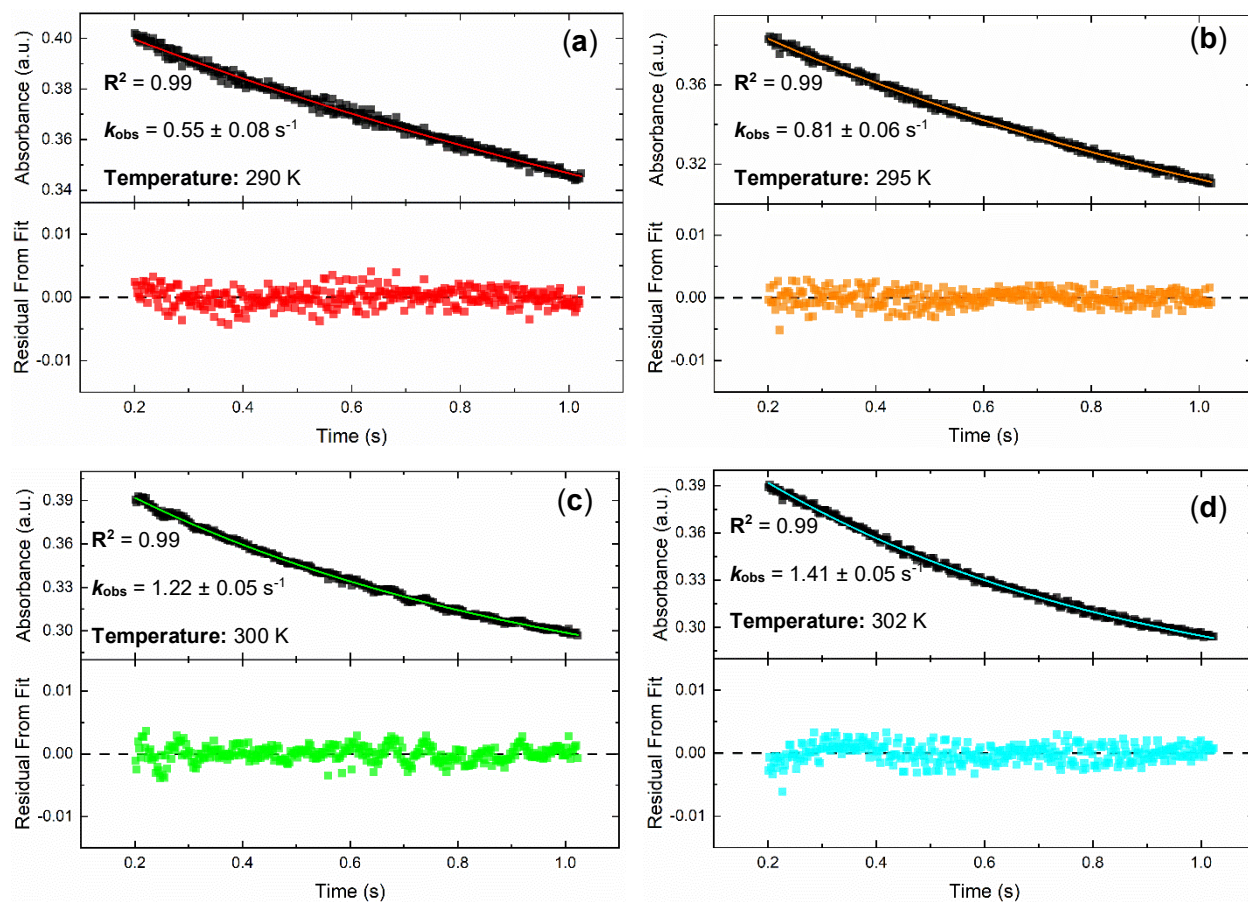 (a)
Absorbance (a.u.)
0.40
0.38
0.36
0.34
R² = 0.99
kobs = 0.55 ± 0.08 s⁻¹
Temperature: 290 K
Residual From Fit
0.01
0.00
-0.01
0.2 0.4 0.6 0.8 1.0
Time (s)
(b)
Absorbance (a.u.)
0.36
0.32
R² = 0.99
kobs = 0.81 ± 0.06 s⁻¹
Temperature: 295 K
Residual From Fit
0.01
0.00
-0.01
0.2 0.4 0.6 0.8 1.0
Time (s)
(c)
Absorbance (a.u.)
0.39
0.36
0.33
0.30
R² = 0.99
kobs = 1.22 ± 0.05 s⁻¹
Temperature: 300 K
Residual From Fit
0.01
0.00
-0.01
0.2 0.4 0.6 0.8 1.0
Time (s)
(d)
Absorbance (a.u.)
0.39
0.36
0.33
0.30
R² = 0.99
kobs = 1.41 ± 0.05 s⁻¹
Temperature: 302 K
Residual From Fit
0.01
0.00
-0.01
0.2 0.4 0.6 0.8 1.0
Time (s)